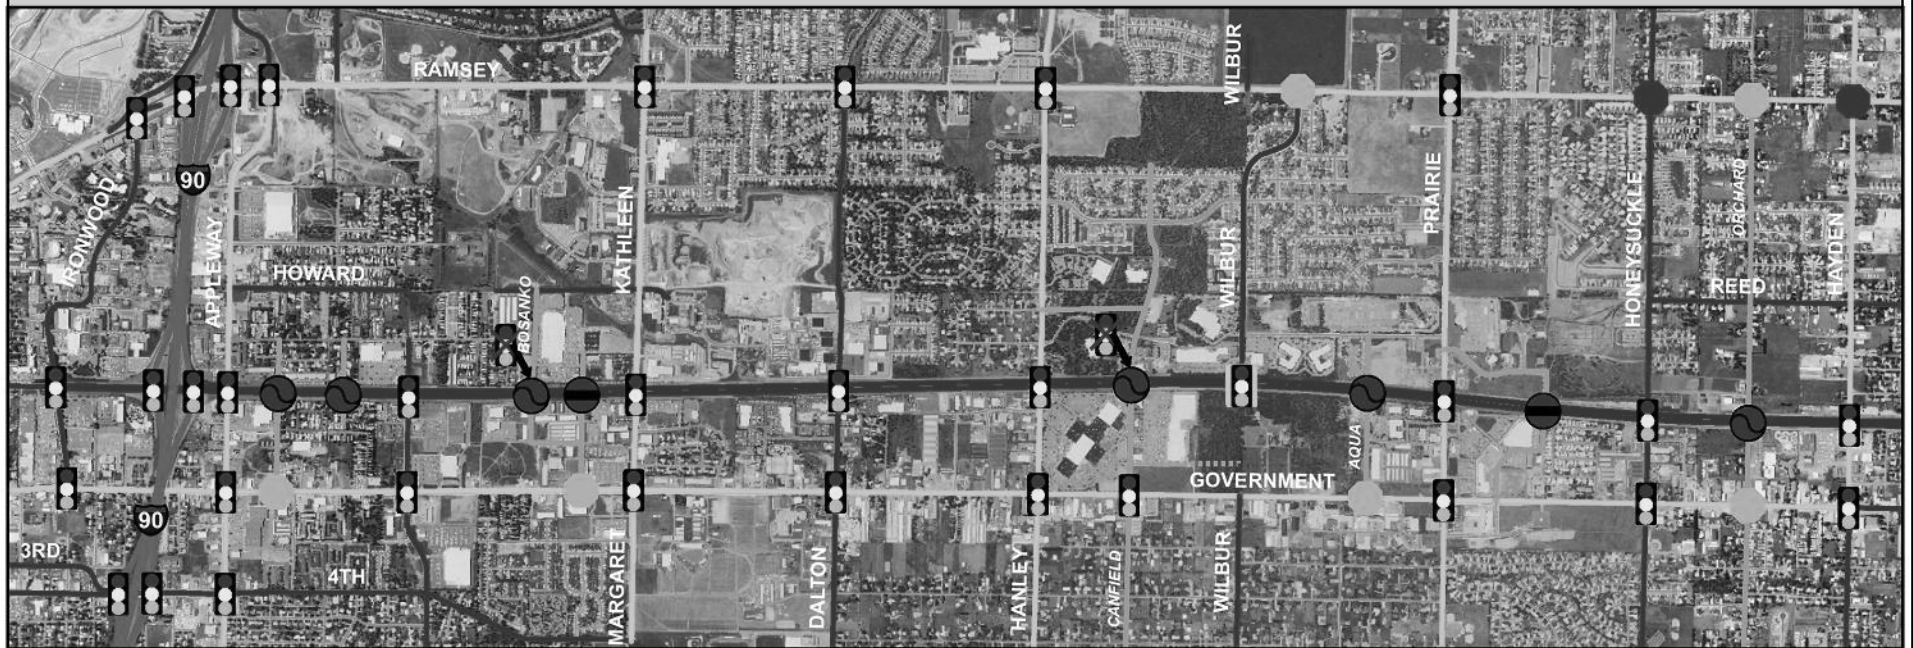 RAMSEY
WILBUR
90
IRONWOOD
APPLEWAY
HOWARD
BOSANKO
KATHLEEN
WILBUR
PRAIRIE
HONEYSUCKLE
ORCHARD
REED
HAYDEN
AQUA
GOVERNMENT
90
3RD
4TH
MARGARET
DALTON
HANLEY
CANFIELD
WILBUR